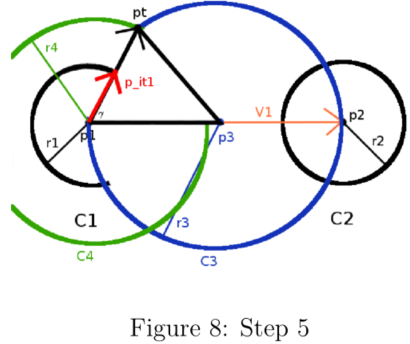 pt
r4
p_it1
γ
V1
p1
p3
p2
r1
r2
r3
C1
C2
C4
C3
Figure 8: Step 5